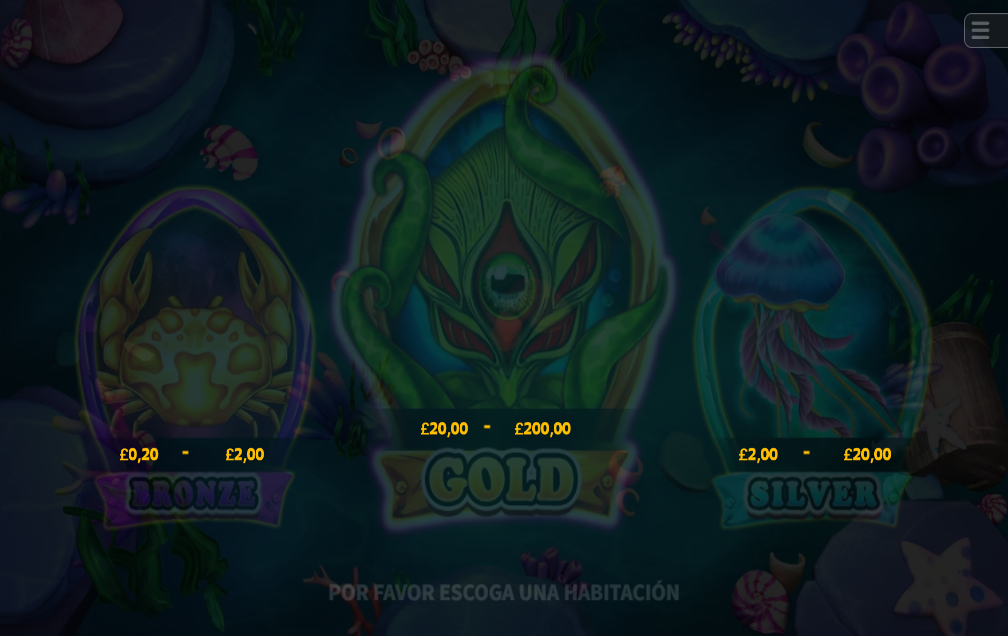 £20,00 - £200,00
£0,20 - £2,00
£2,00 - £20,00
GOLD
BRONZE
SILVER
POR FAVOR ESCOGA UNA HABITACIÓN